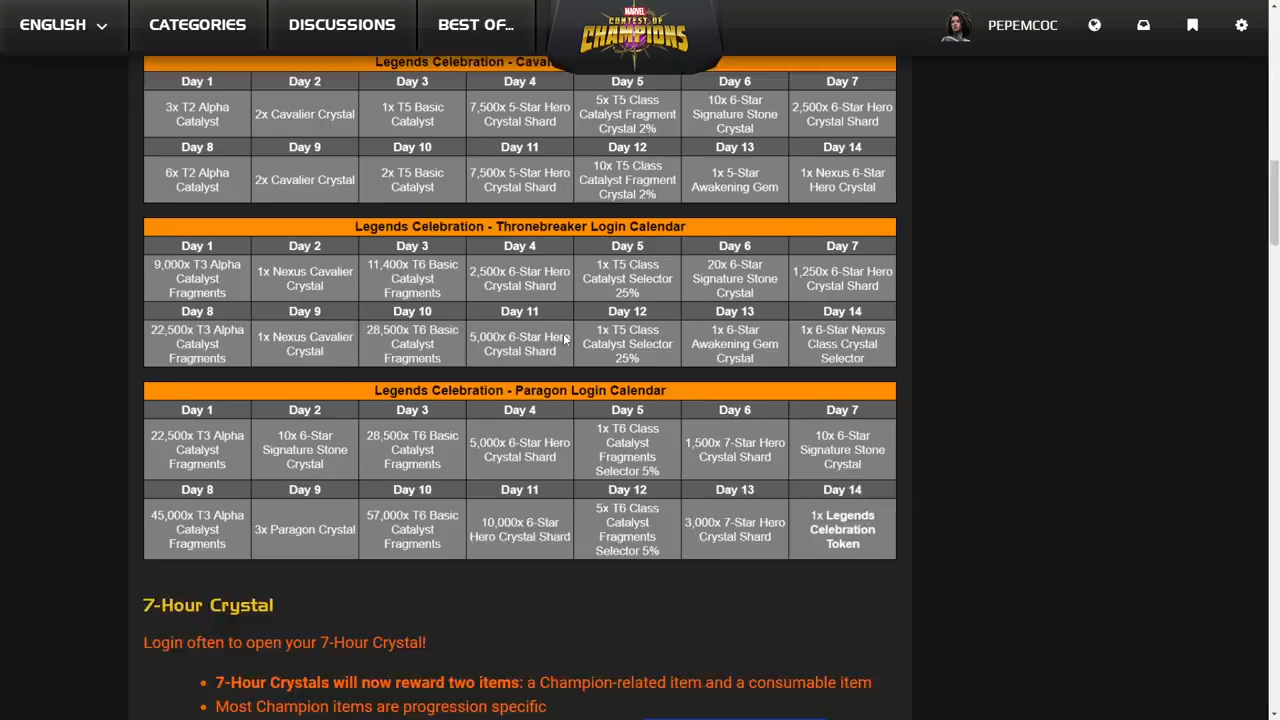 ENGLISH CATEGORIES DISCUSSIONS BEST OF... MARVEL CONTEST OF CHAMPIONS PEPEMCOC
Legends Celebration - Caval
Day 1 Day 2 Day 3 Day 4 Day 5 Day 6 Day 7
3x T2 Alpha Catalyst 2x Cavalier Crystal 1x T5 Basic Catalyst 7,500x 5-Star Hero Crystal Shard 5x T5 Class Catalyst Fragment Crystal 2% 10x 6-Star Signature Stone Crystal 2,500x 6-Star Hero Crystal Shard
Day 8 Day 9 Day 10 Day 11 Day 12 Day 13 Day 14
6x T2 Alpha Catalyst 2x Cavalier Crystal 2x T5 Basic Catalyst 7,500x 5-Star Hero Crystal Shard 10x T5 Class Catalyst Fragment Crystal 2% 1x 5-Star Awakening Gem 1x Nexus 6-Star Hero Crystal
Legends Celebration - Thronebreaker Login Calendar
Day 1 Day 2 Day 3 Day 4 Day 5 Day 6 Day 7
9,000x T3 Alpha Catalyst Fragments 1x Nexus Cavalier Crystal 11,400x T6 Basic Catalyst Fragments 2,500x 6-Star Hero Crystal Shard 1x T5 Class Catalyst Selector 25% 20x 6-Star Signature Stone Crystal 1,250x 6-Star Hero Crystal Shard
Day 8 Day 9 Day 10 Day 11 Day 12 Day 13 Day 14
22,500x T3 Alpha Catalyst Fragments 1x Nexus Cavalier Crystal 28,500x T6 Basic Catalyst Fragments 5,000x 6-Star Hero Crystal Shard 1x T5 Class Catalyst Selector 25% 1x 6-Star Awakening Gem Crystal 1x 6-Star Nexus Class Crystal Selector
Legends Celebration - Paragon Login Calendar
Day 1 Day 2 Day 3 Day 4 Day 5 Day 6 Day 7
22,500x T3 Alpha Catalyst Fragments 10x 6-Star Signature Stone Crystal 28,500x T6 Basic Catalyst Fragments 5,000x 6-Star Hero Crystal Shard 1x T6 Class Catalyst Fragments Selector 5% 1,500x 7-Star Hero Crystal Shard 10x 6-Star Signature Stone Crystal
Day 8 Day 9 Day 10 Day 11 Day 12 Day 13 Day 14
45,000x T3 Alpha Catalyst Fragments 3x Paragon Crystal 57,000x T6 Basic Catalyst Fragments 10,000x 6-Star Hero Crystal Shard 5x T6 Class Catalyst Fragments Selector 5% 3,000x 7-Star Hero Crystal Shard 1x Legends Celebration Token
7-Hour Crystal
Login often to open your 7-Hour Crystal!
• 7-Hour Crystals will now reward two items: a Champion-related item and a consumable item
• Most Champion items are progression specific